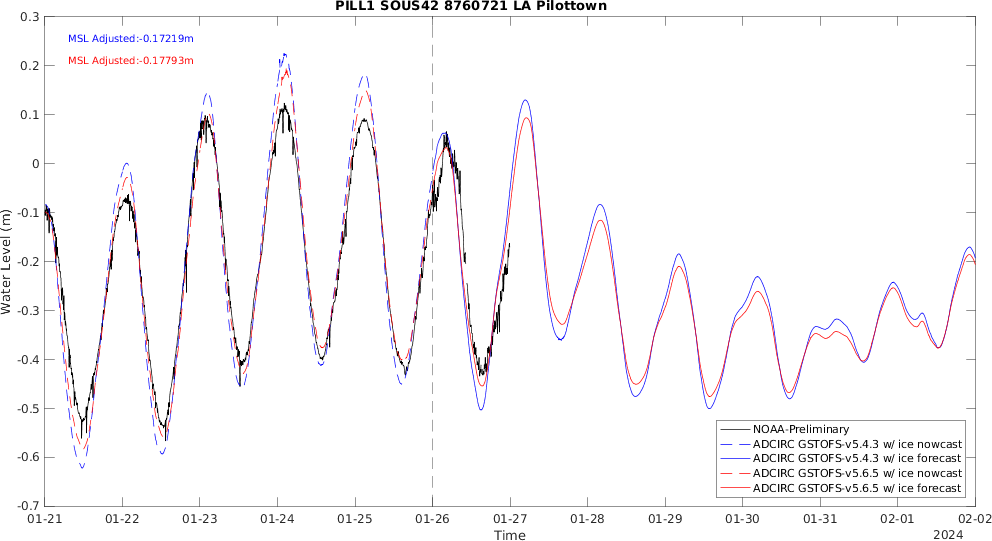 PILL1 SOUS42 8760721 LA Pilottown
MSL Adjusted:-0.17219m
MSL Adjusted:-0.17793m
Water Level (m)
0.3
0.2
0.1
0
-0.1
-0.2
-0.3
-0.4
-0.5
-0.6
-0.7
NOAA-Preliminary
ADCIRC GSTOFS-v5.4.3 w/ ice nowcast
ADCIRC GSTOFS-v5.4.3 w/ ice forecast
ADCIRC GSTOFS-v5.6.5 w/ ice nowcast
ADCIRC GSTOFS-v5.6.5 w/ ice forecast
01-21 01-22 01-23 01-24 01-25 01-26 01-27 01-28 01-29 01-30 01-31 02-01 02-02
Time
2024